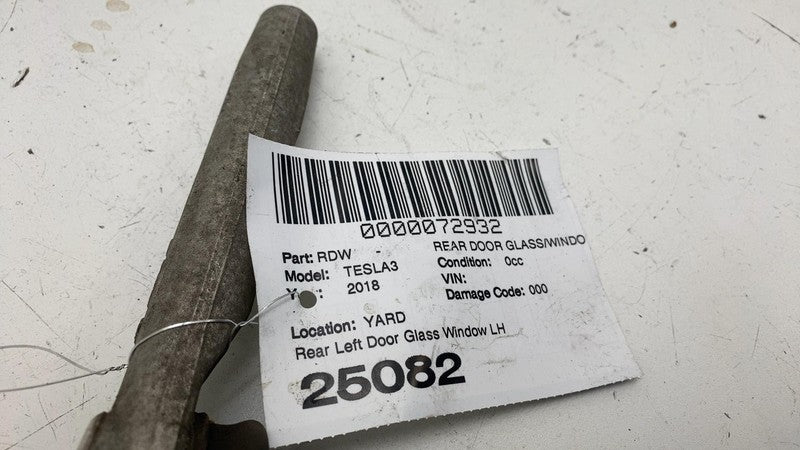 0000072932
Part: RDW - REAR DOOR GLASS/WINDO
Model: TESLA3 Condition: 0cc
2018 VIN:
Damage Code: 000
Location: YARD
Rear Left Door Glass Window LH
25082